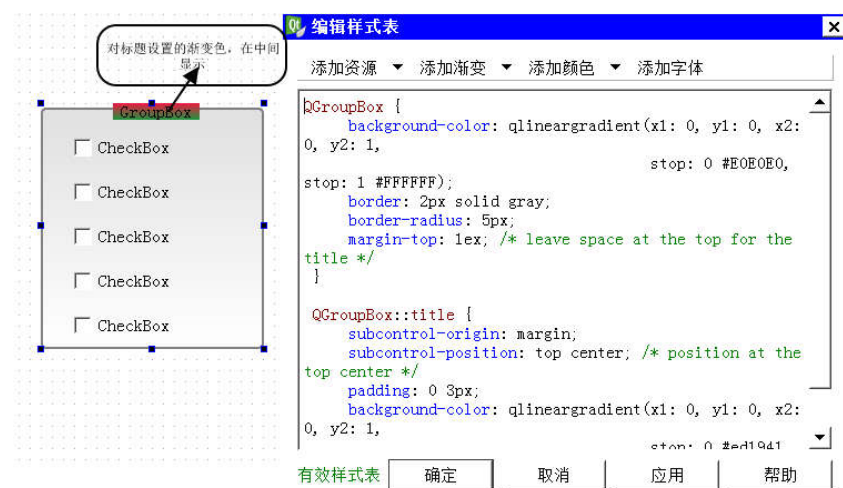 对标题设置的渐变色，在中间
显示
GroupBox
CheckBox
CheckBox
CheckBox
CheckBox
CheckBox
Qt 编辑样式表
添加资源 添加渐变 添加颜色 添加字体
QGroupBox {
background-color: qlineargradient(x1: 0, y1: 0, x2:
0, y2: 1,
stop: 0 #E0E0E0,
stop: 1 #FFFFFF);
border: 2px solid gray;
border-radius: 5px;
margin-top: 1ex; /* leave space at the top for the
title */
}
QGroupBox::title {
subcontrol-origin: margin;
subcontrol-position: top center; /* position at the
top center */
padding: 0 3px;
background-color: qlineargradient(x1: 0, y1: 0, x2:
0, y2: 1,
stop: 0 #ed1941
有效样式表 确定 取消 应用 帮助